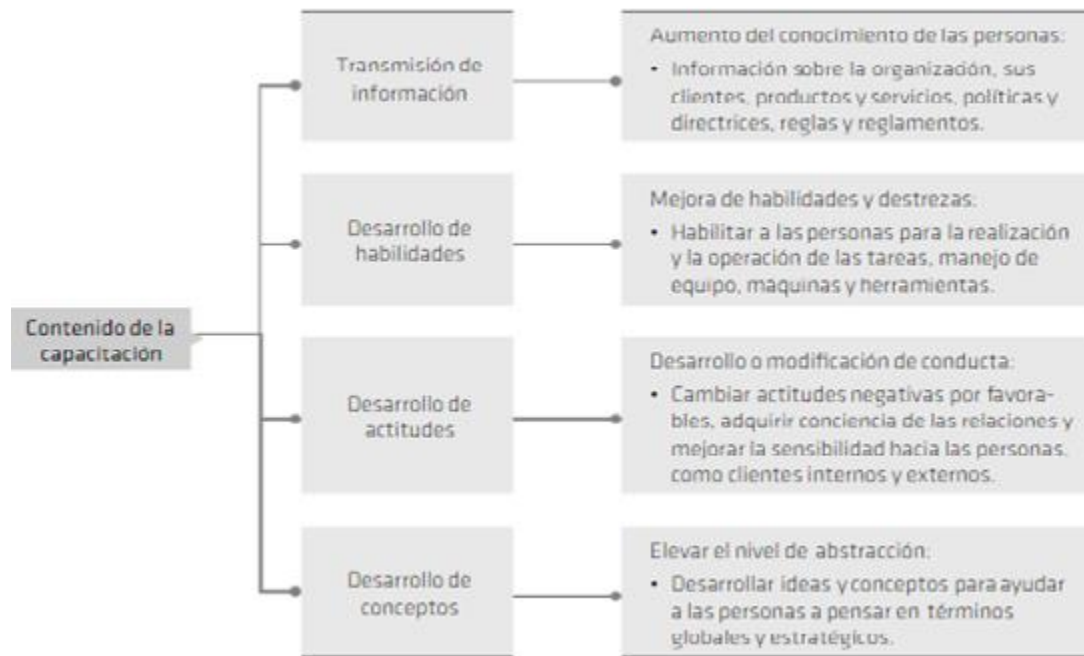 Contenido de la
capacitación
Transmisión de
información
Aumento del conocimiento de las personas:
• Información sobre la organización, sus
clientes, productos y servicios, políticas y
directrices, reglas y reglamentos.
Desarrollo de
habilidades
Mejora de habilidades y destrezas:
• Habilitar a las personas para la realización
y la operación de las tareas, manejo de
equipo, máquinas y herramientas.
Desarrollo de
actitudes
Desarrollo o modificación de conducta:
• Cambiar actitudes negativas por favora-
bles, adquirir conciencia de las relaciones y
mejorar la sensibilidad hacia las personas,
como clientes internos y externos.
Desarrollo de
conceptos
Elevar el nivel de abstracción:
• Desarrollar ideas y conceptos para ayudar
a las personas a pensar en términos
globales y estratégicos.